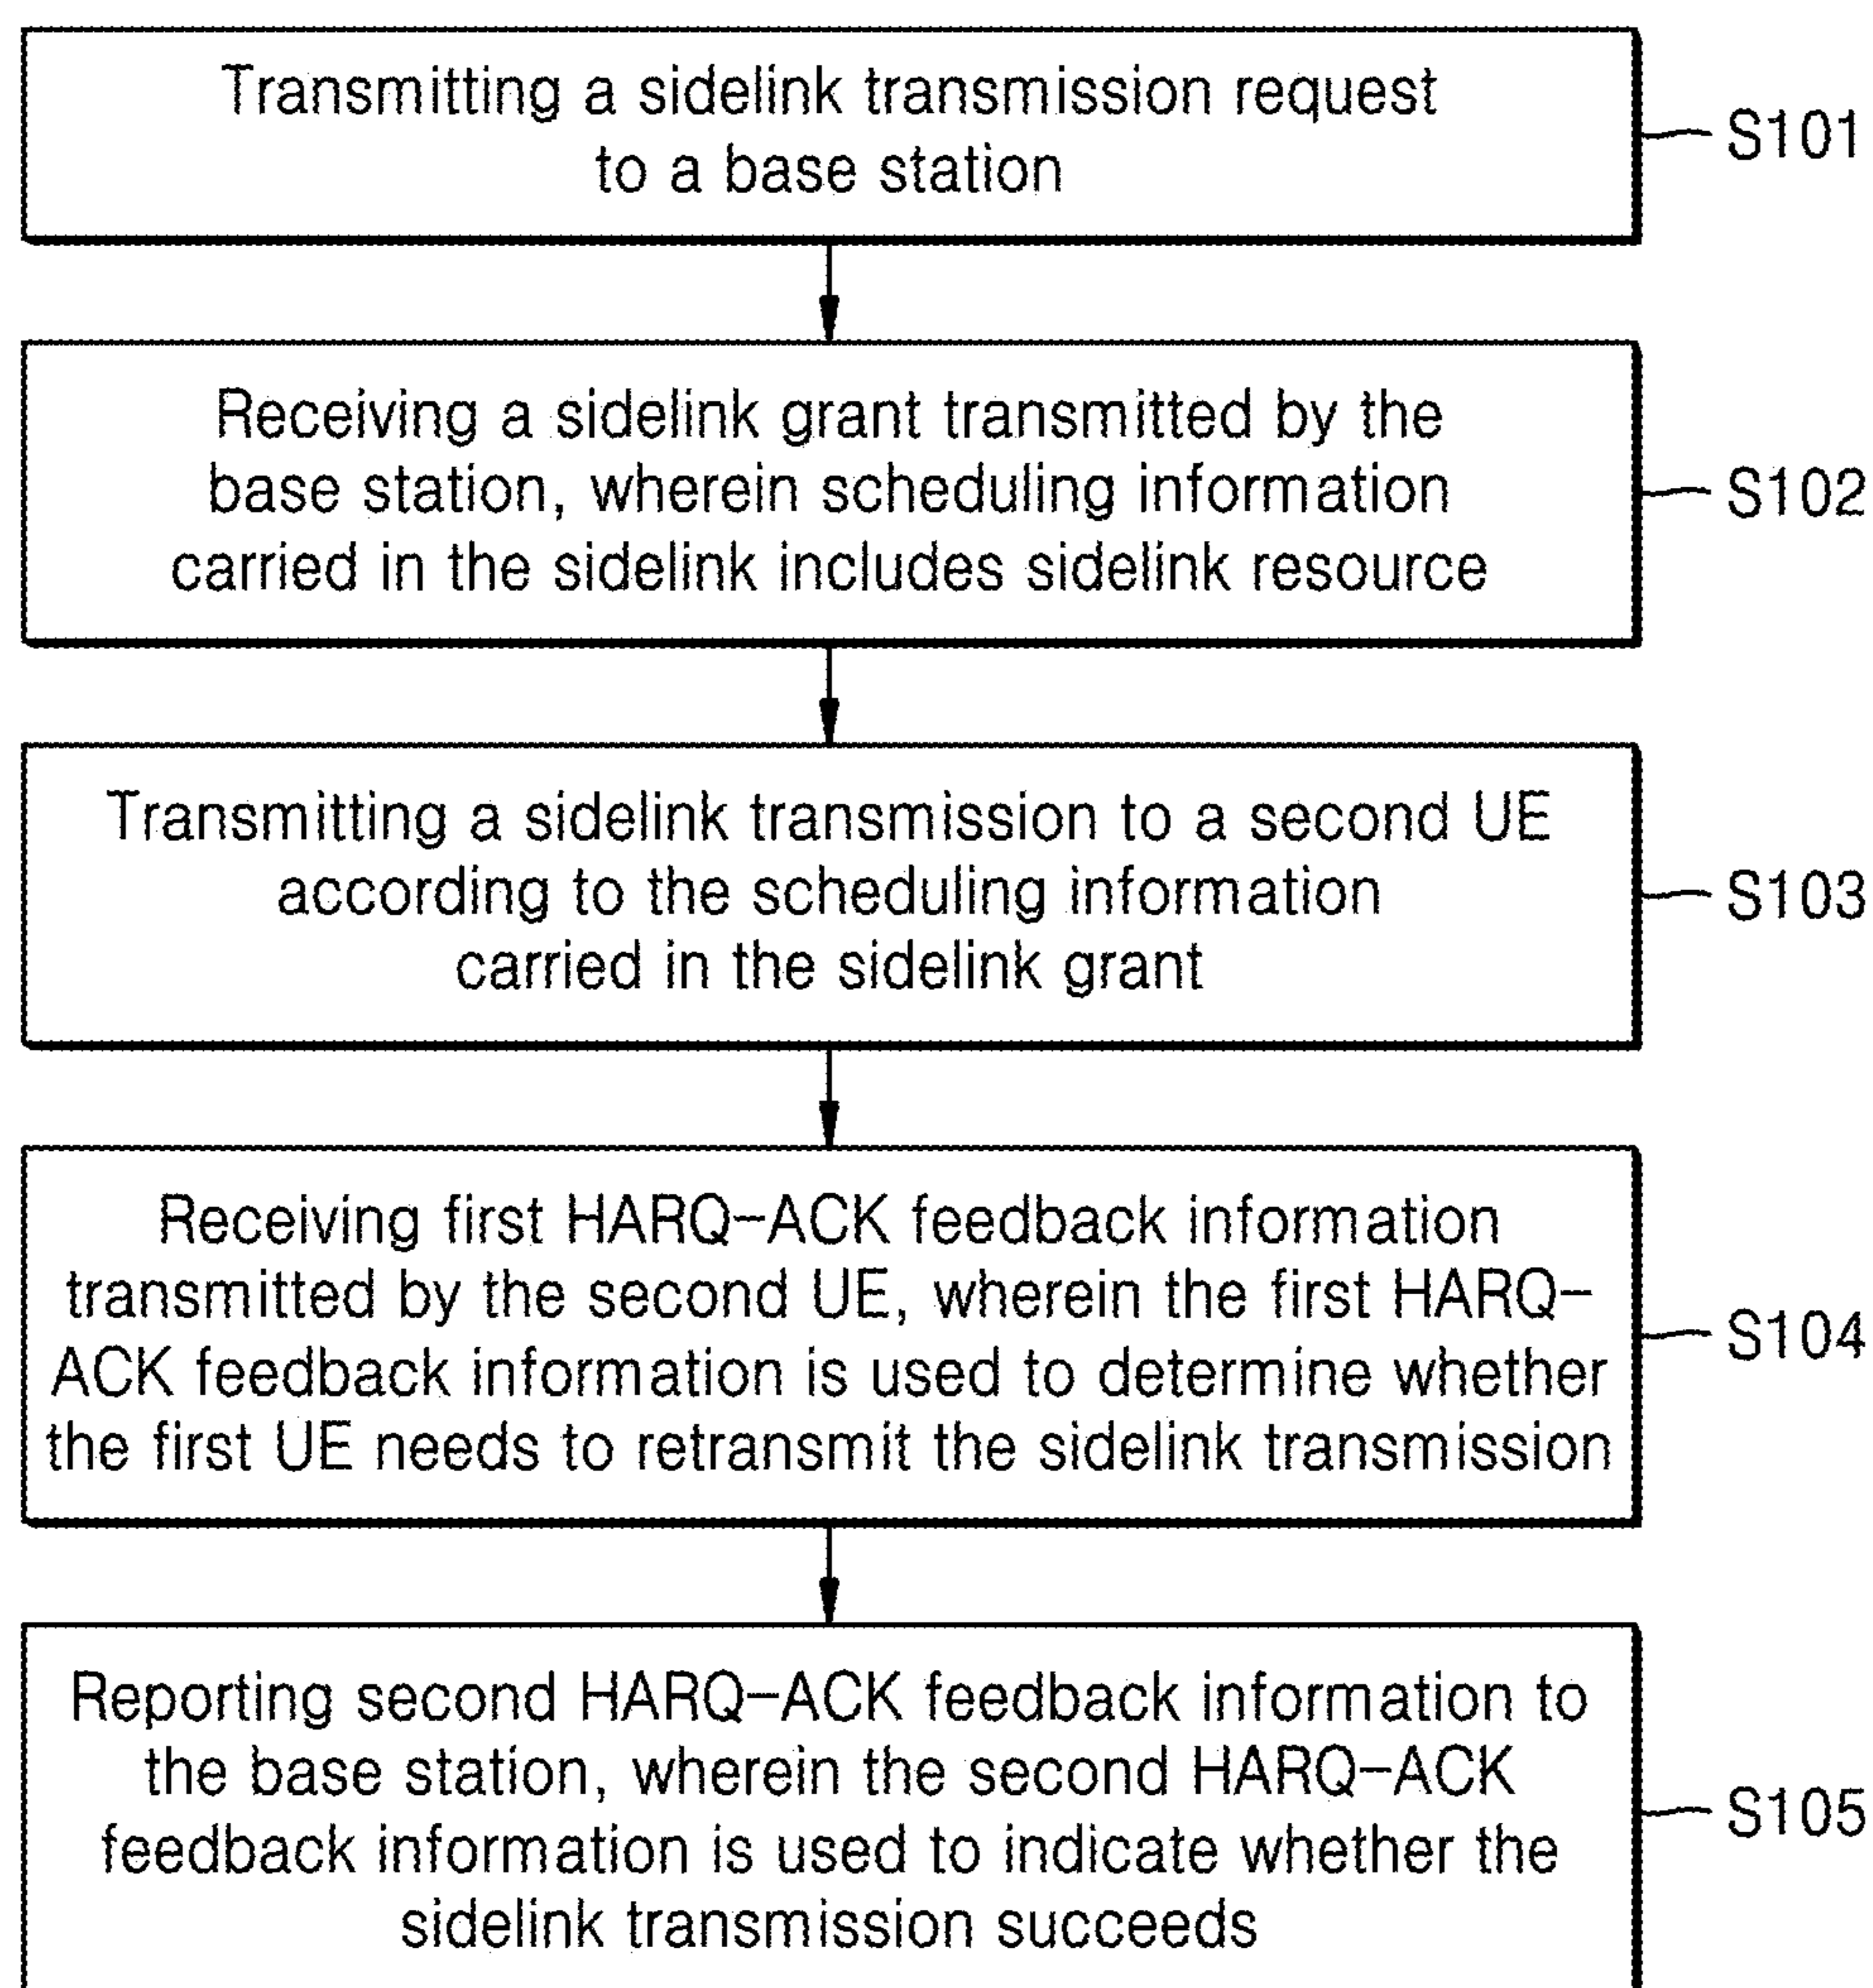 Transmitting a sidelink transmission request
to a base station
S101
Receiving a sidelink grant transmitted by the
base station, wherein scheduling information
carried in the sidelink includes sidelink resource
S102
Transmitting a sidelink transmission to a second UE
according to the scheduling information
carried in the sidelink grant
S103
Receiving first HARQ-ACK feedback information
transmitted by the second UE, wherein the first HARQ-
ACK feedback information is used to determine whether
the first UE needs to retransmit the sidelink transmission
S104
Reporting second HARQ-ACK feedback information to
the base station, wherein the second HARQ-ACK
feedback information is used to indicate whether the
sidelink transmission succeeds
S105